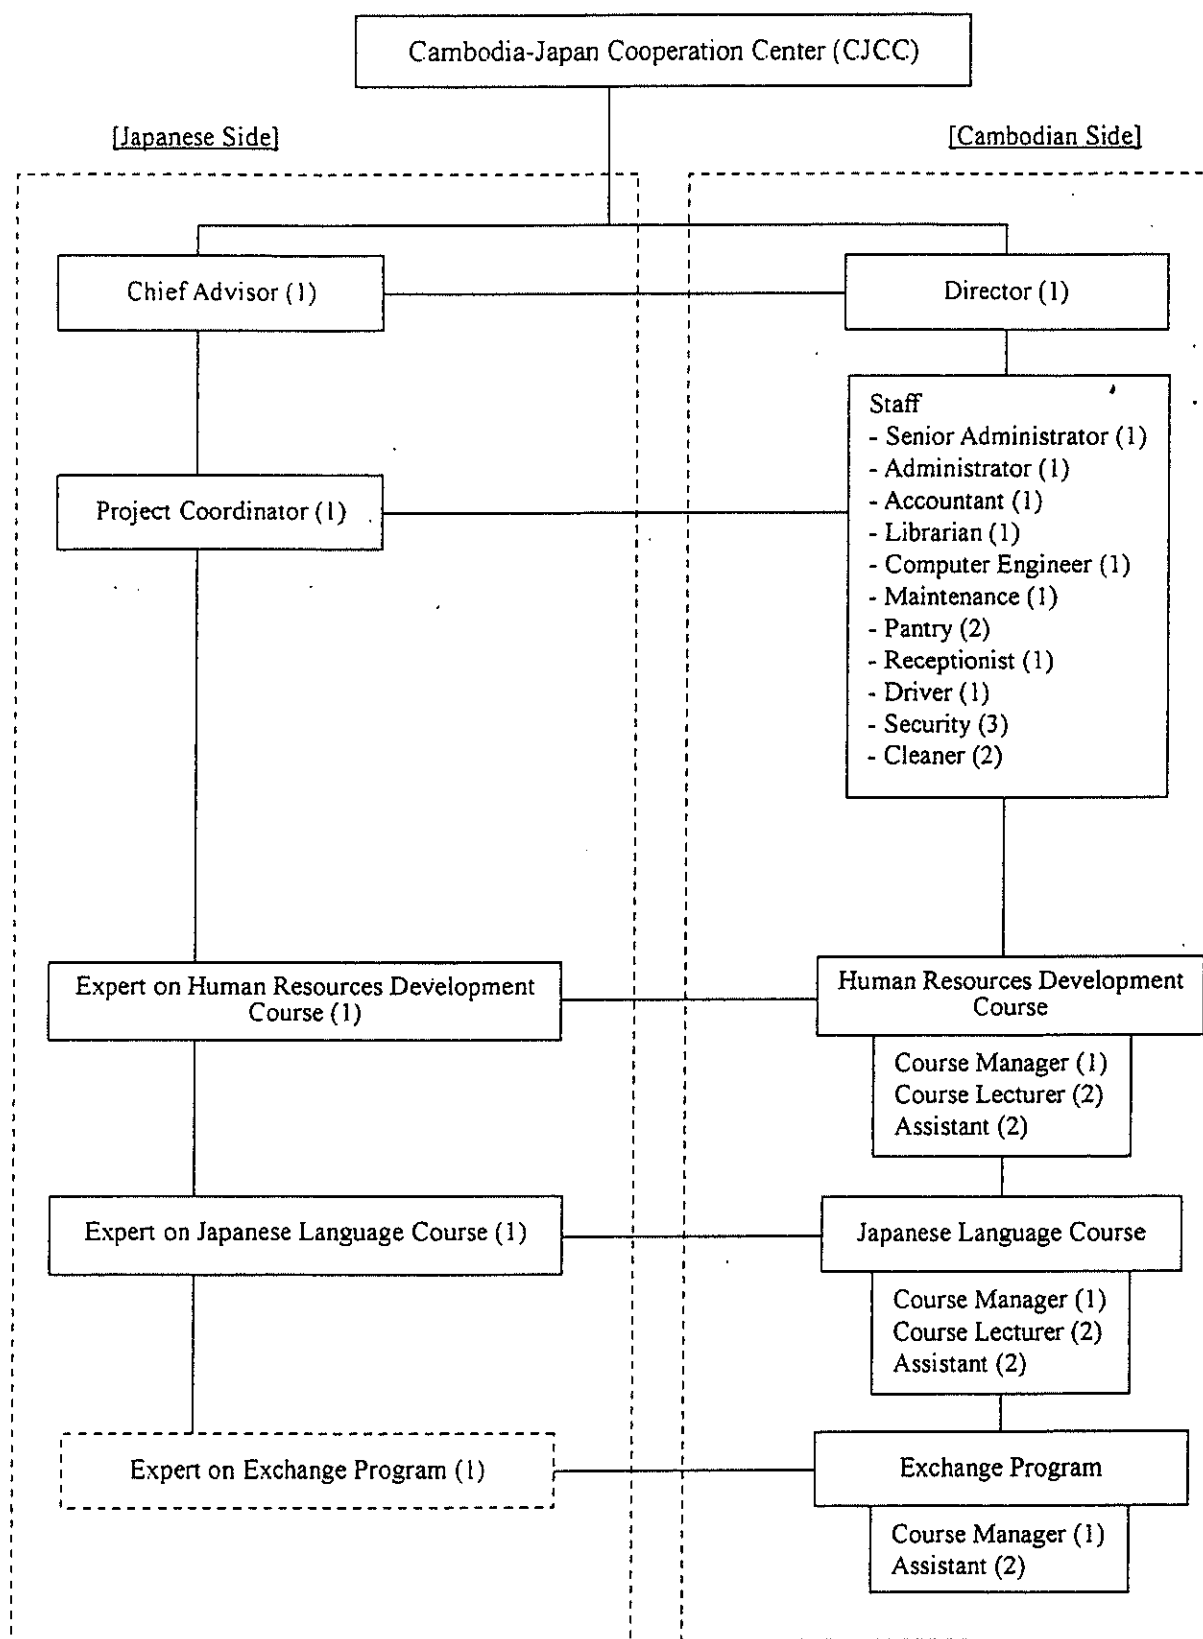 Cambodia-Japan Cooperation Center (CJCC)
[Japanese Side]
[Cambodian Side]
Chief Advisor (1)
Director (1)
Staff
- Senior Administrator (1)
- Administrator (1)
- Accountant (1)
- Librarian (1)
- Computer Engineer (1)
- Maintenance (1)
- Pantry (2)
- Receptionist (1)
- Driver (1)
- Security (3)
- Cleaner (2)
Project Coordinator (1)
Expert on Human Resources Development
Course (1)
Human Resources Development
Course
Course Manager (1)
Course Lecturer (2)
Assistant (2)
Expert on Japanese Language Course (1)
Japanese Language Course
Course Manager (1)
Course Lecturer (2)
Assistant (2)
Expert on Exchange Program (1)
Exchange Program
Course Manager (1)
Assistant (2)